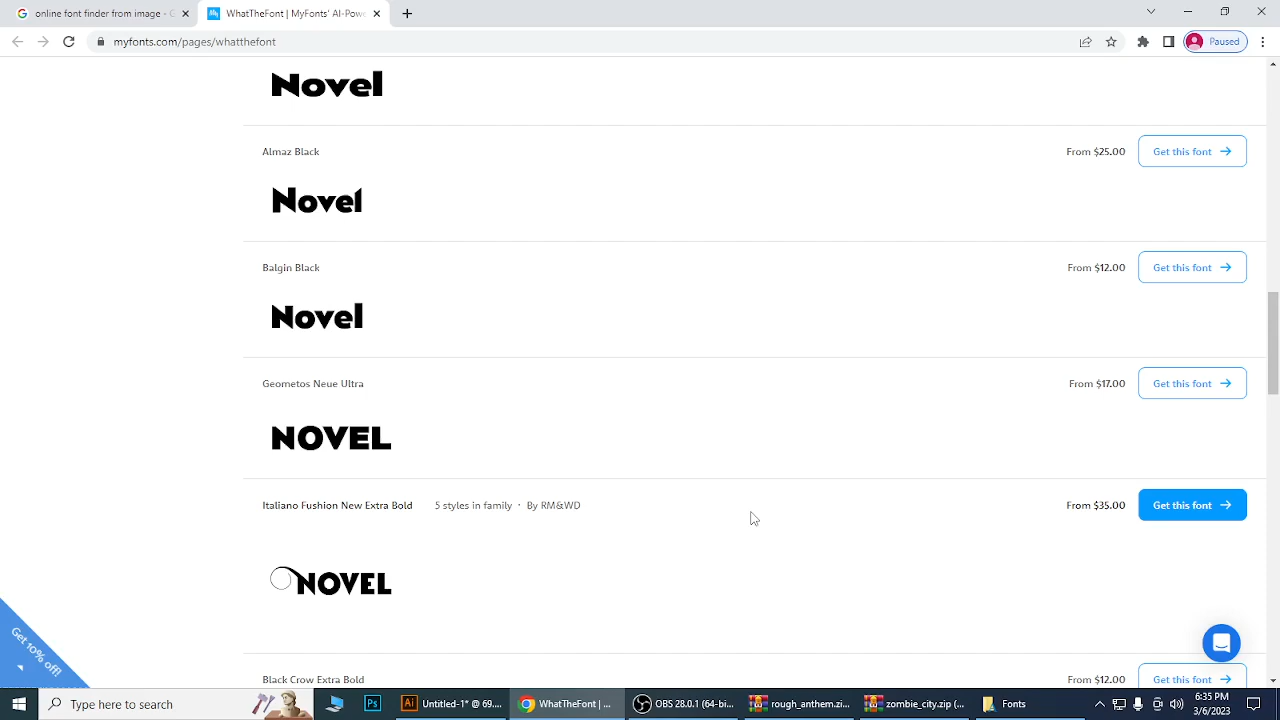 online font finder from image - G
WhatTheFont | MyFonts' AI-Pow
myfonts.com/pages/whatthefont
Paused
Novel
Almaz Black From $25.00 Get this font →
Novel
Balgin Black From $12.00 Get this font →
Novel
Geometos Neue Ultra From $17.00 Get this font →
NOVEL
Italiano Fushion New Extra Bold 5 styles in family · By RM&WD From $35.00 Get this font →
NOVEL
Get 10% off!
Black Crow Extra Bold From $12.00 Get this font →
Type here to search Ps Ai Untitled-1* @ 69.... WhatTheFont | ... OBS 28.0.1 (64-bi... rough_anthem.zi... zombie_city.zip (... Fonts 6:35 PM
3/6/2023